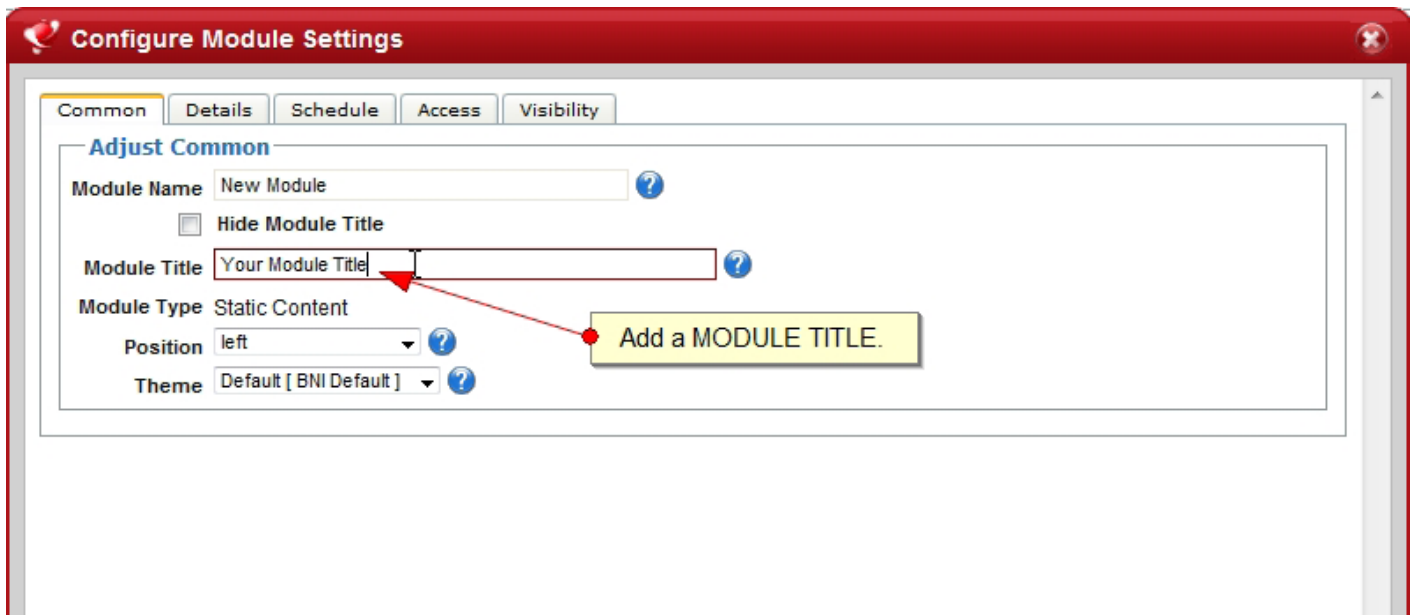 Configure Module Settings
Common Details Schedule Access Visibility
Adjust Common
Module Name New Module ?
Hide Module Title
Module Title Your Module Title ?
Module Type Static Content
Add a MODULE TITLE.
Position left ?
Theme Default [ BNI Default ] ?